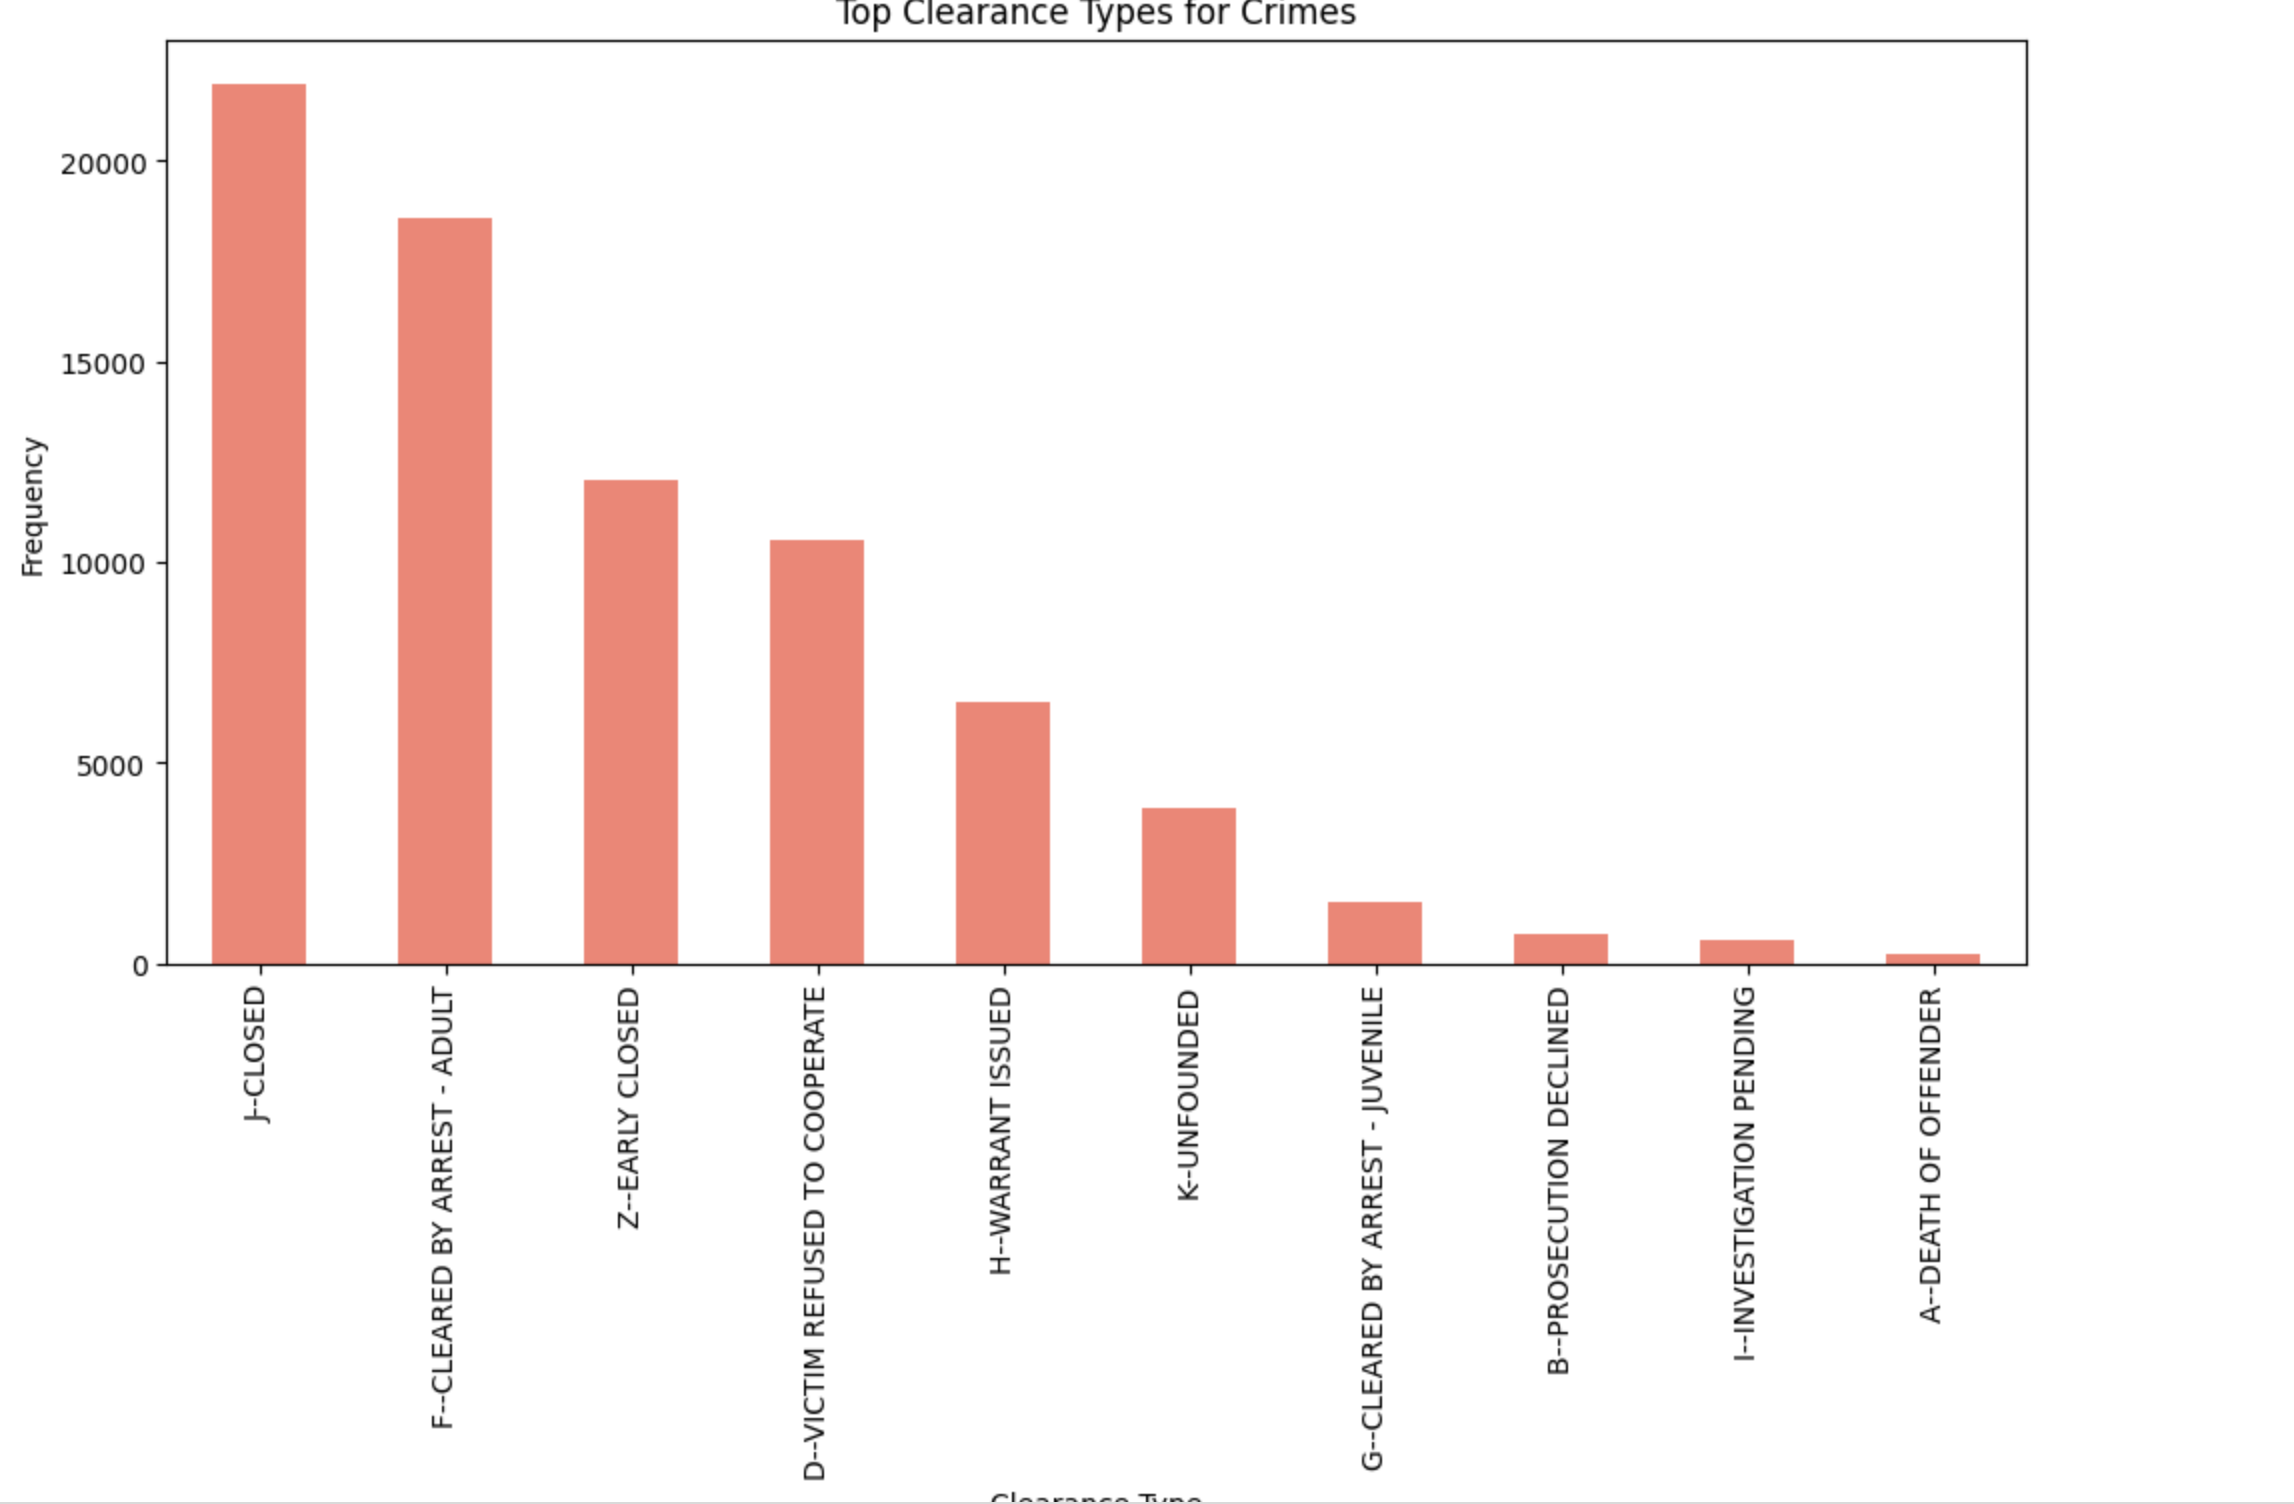 Top Clearance Types for Crimes
Frequency
20000
15000
10000
5000
0
J--CLOSED
F--CLEARED BY ARREST - ADULT
Z--EARLY CLOSED
D--VICTIM REFUSED TO COOPERATE
H--WARRANT ISSUED
K--UNFOUNDED
G--CLEARED BY ARREST - JUVENILE
B--PROSECUTION DECLINED
I--INVESTIGATION PENDING
A--DEATH OF OFFENDER
Clearance Type